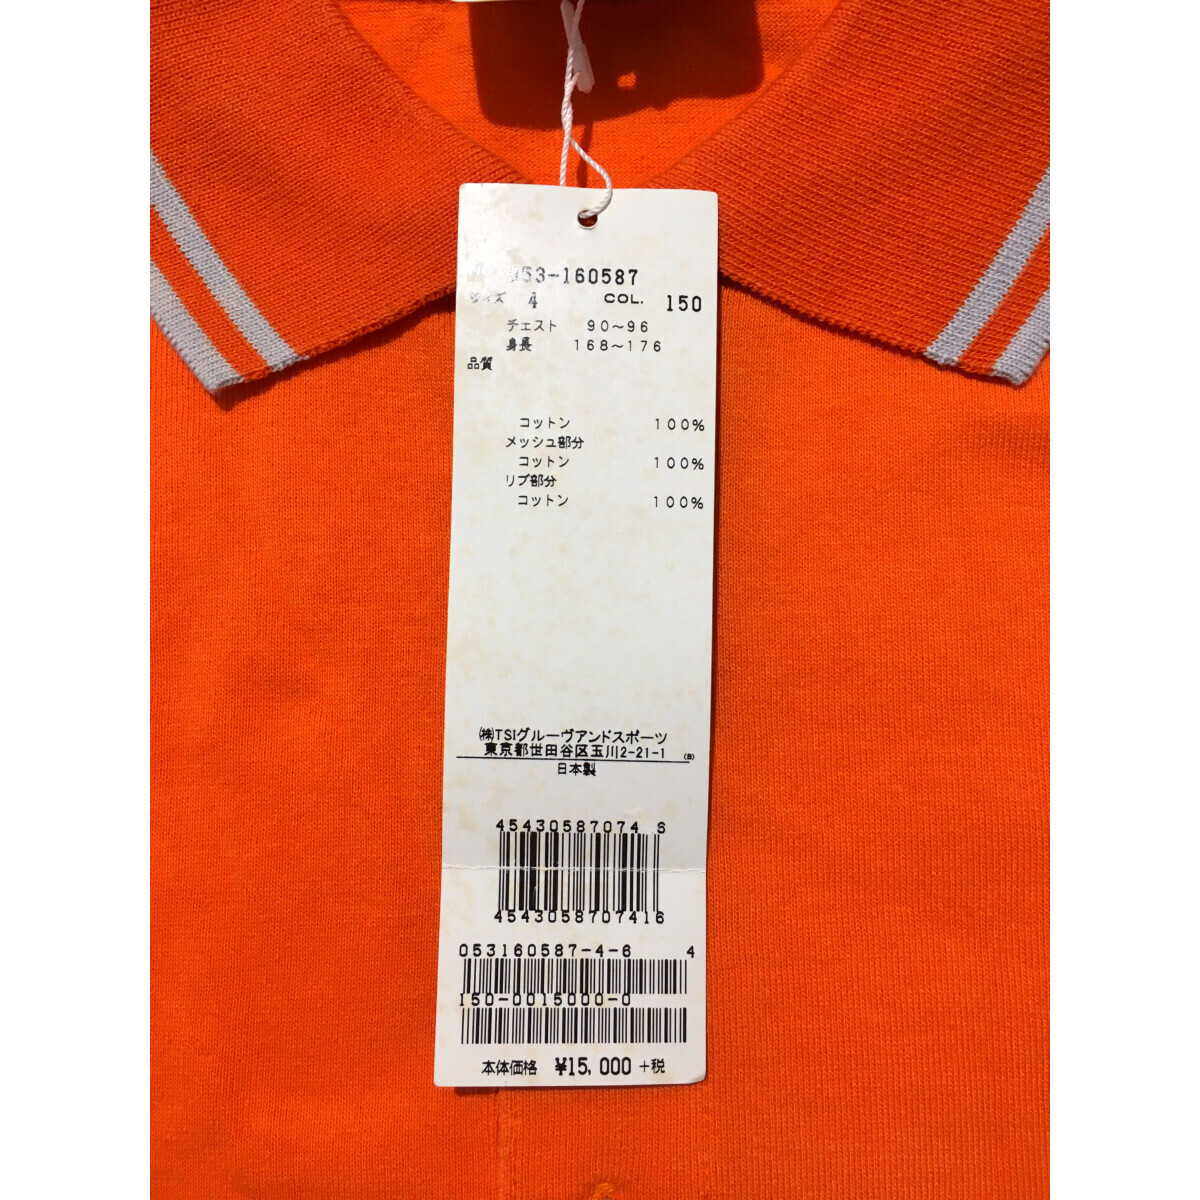 053-160587
サイズ 4 COL. 150
チェスト 90~96
身長 168~176
品質
コットン 100%
メッシュ部分
コットン 100%
リブ部分
コットン 100%
㈱TSIグルーヴアンドスポーツ
東京都世田谷区玉川2-21-1
日本製
45430587074 S
4543058707416
053160587-4-6 4
150-0015000-0
本体価格 ¥15,000 +税